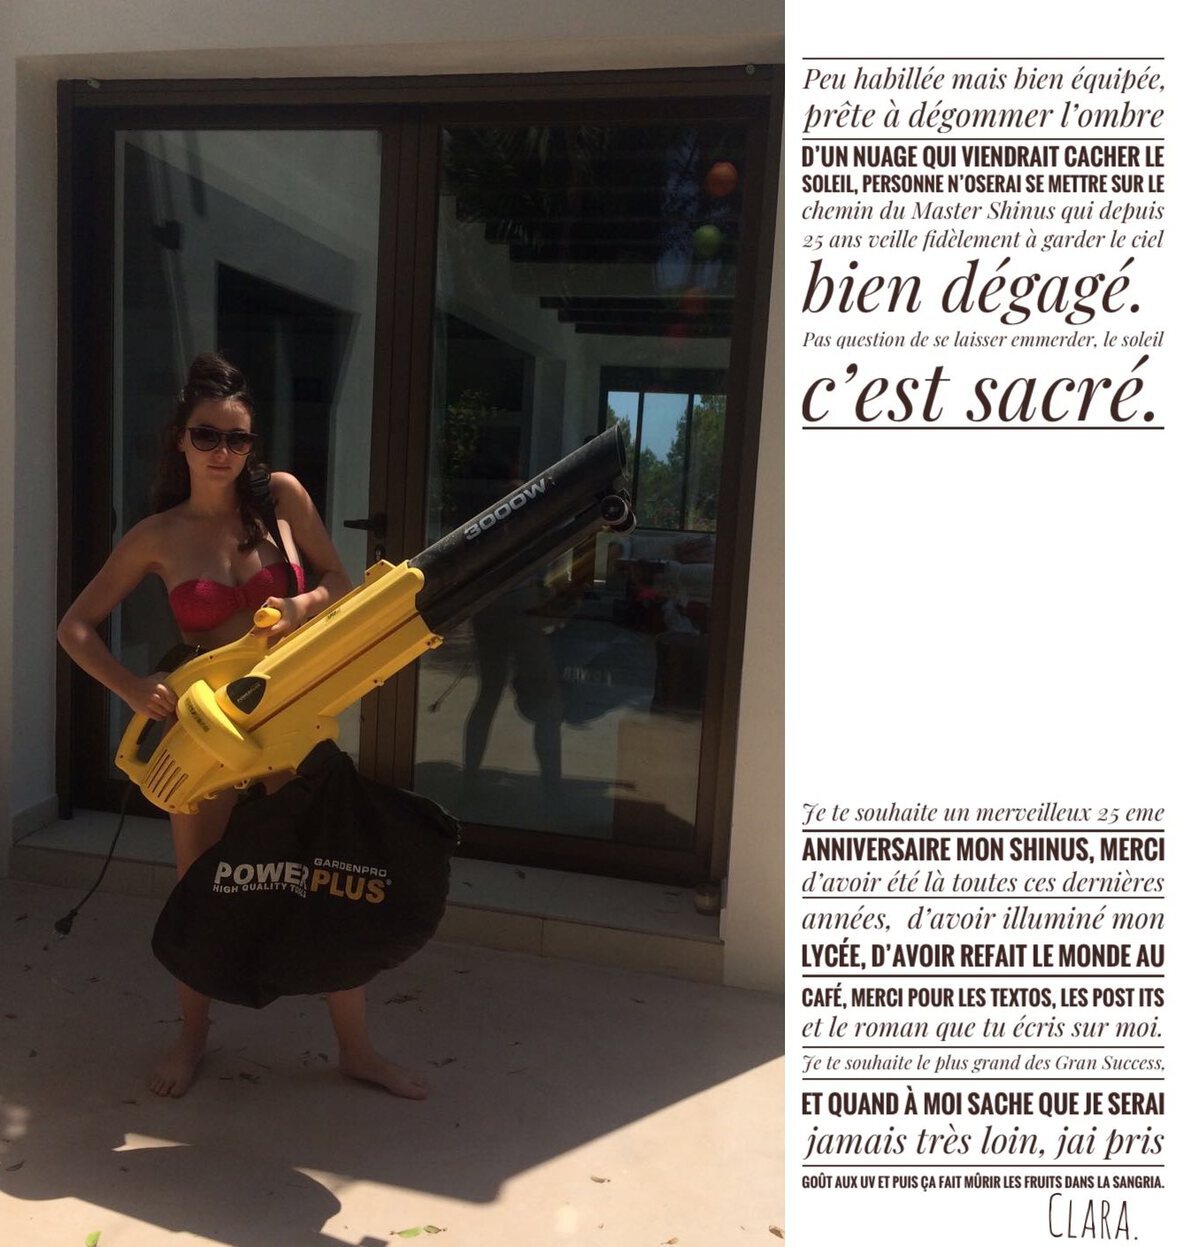 Peu habillée mais bien équipée,
prête à dégommer l'ombre
D'UN NUAGE QUI VIENDRAIT CACHER LE
SOLEIL, PERSONNE N'OSERAI SE METTRE SUR LE
chemin du Master Shinus qui depuis
25 ans veille fidèlement à garder le ciel
bien dégagé.
Pas question de se laisser emmerder, le soleil
c'est sacré.
3000W
POWERPLUS
GARDENPRO
POWERPLUS®
HIGH QUALITY TOOLS
Je te souhaite un merveilleux 25 eme
ANNIVERSAIRE MON SHINUS, MERCI
d'avoir été là toutes ces dernières
années, d'avoir illuminé mon
LYCÉE, D'AVOIR REFAIT LE MONDE AU
CAFÉ, MERCI POUR LES TEXTOS, LES POST ITS
et le roman que tu écris sur moi.
Je te souhaite le plus grand des Gran Success,
ET QUAND À MOI SACHE QUE JE SERAI
jamais très loin, jai pris
GOÛT AUX UV ET PUIS ÇA FAIT MÛRIR LES FRUITS DANS LA SANGRIA.
CLARA.